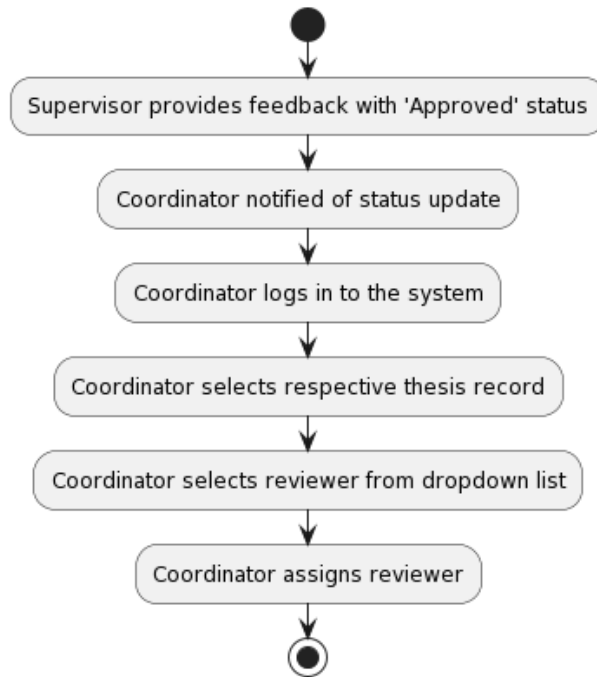 Supervisor provides feedback with 'Approved' status
Coordinator notified of status update
Coordinator logs in to the system
Coordinator selects respective thesis record
Coordinator selects reviewer from dropdown list
Coordinator assigns reviewer